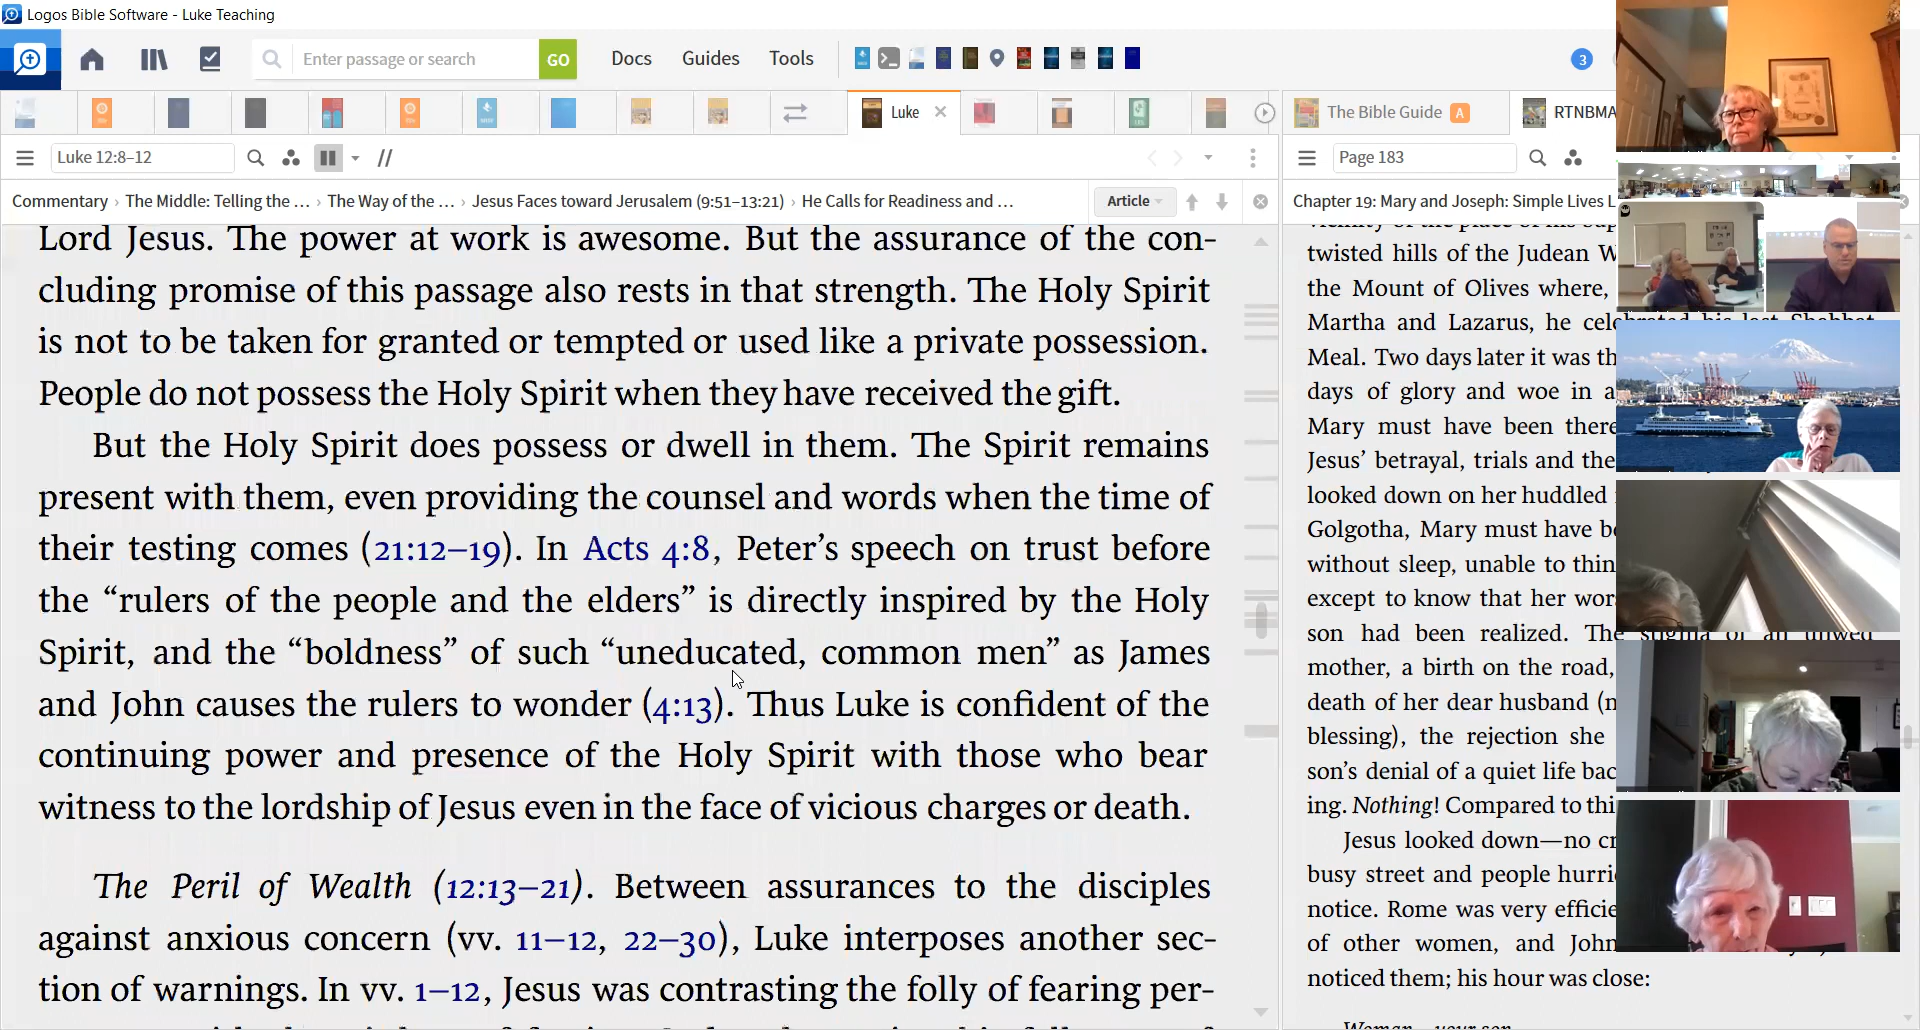 Logos Bible Software - Luke Teaching
Enter passage or search
GO
Docs
Guides
Tools
3
Luke
The Bible Guide
A
RTNBMA
Luke 12:8–12
Page 183
Commentary › The Middle: Telling the ... › The Way of the ... › Jesus Faces toward Jerusalem (9:51–13:21) › He Calls for Readiness and ...
Article
Chapter 19: Mary and Joseph: Simple Lives L
Lord Jesus. The power at work is awesome. But the assurance of the con-
cluding promise of this passage also rests in that strength. The Holy Spirit
is not to be taken for granted or tempted or used like a private possession.
People do not possess the Holy Spirit when they have received the gift.
But the Holy Spirit does possess or dwell in them. The Spirit remains
present with them, even providing the counsel and words when the time of
their testing comes (21:12–19). In Acts 4:8, Peter’s speech on trust before
the “rulers of the people and the elders” is directly inspired by the Holy
Spirit, and the “boldness” of such “uneducated, common men” as James
and John causes the rulers to wonder (4:13). Thus Luke is confident of the
continuing power and presence of the Holy Spirit with those who bear
witness to the lordship of Jesus even in the face of vicious charges or death.
The Peril of Wealth (12:13–21). Between assurances to the disciples
against anxious concern (vv. 11–12, 22–30), Luke interposes another sec-
tion of warnings. In vv. 1–12, Jesus was contrasting the folly of fearing per-
twisted hills of the Judean W
the Mount of Olives where,
Martha and Lazarus, he celebrated his last Shabbat
Meal. Two days later it was th
days of glory and woe in a
Mary must have been there
Jesus’ betrayal, trials and the
looked down on her huddled
Golgotha, Mary must have be
without sleep, unable to thin
except to know that her wor
son had been realized. The stigma of an unwed
mother, a birth on the road,
death of her dear husband (n
blessing), the rejection she
son’s denial of a quiet life bac
ing. Nothing! Compared to thi
Jesus looked down—no cr
busy street and people hurri
notice. Rome was very efficie
of other women, and John
noticed them; his hour was close:
Woman, your son